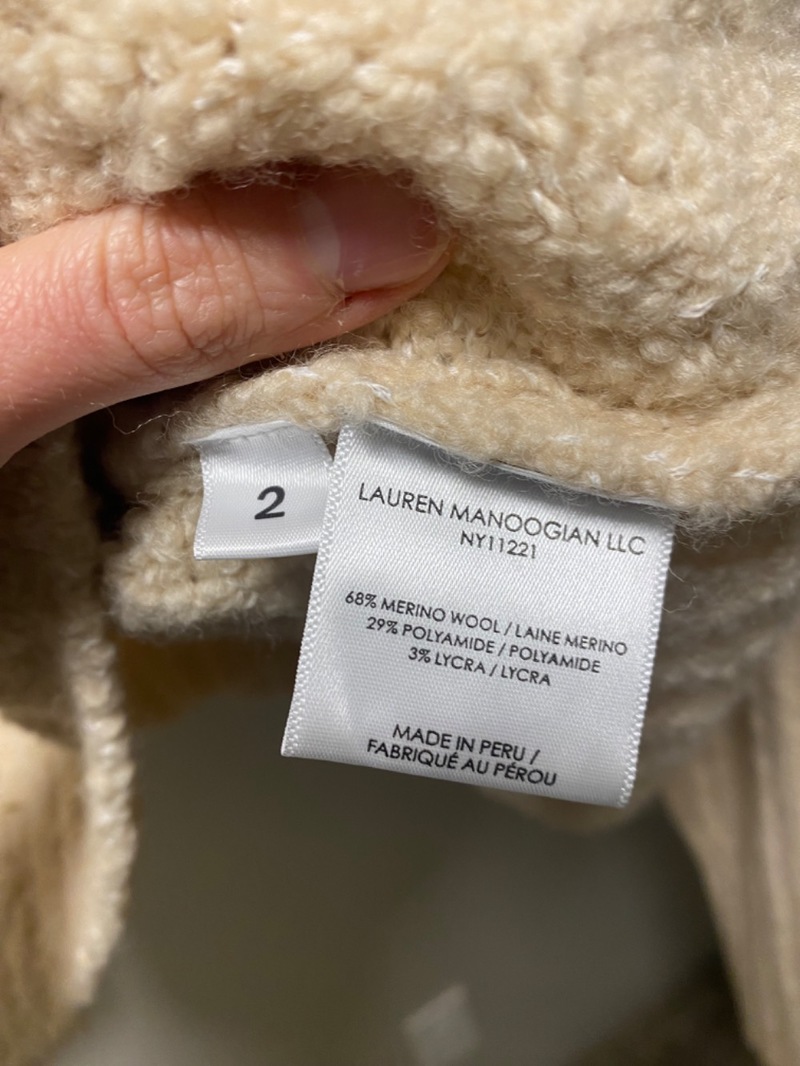 2
LAUREN MANOOGIAN LLC
NY11221
68% MERINO WOOL / LAINE MERINO
29% POLYAMIDE / POLYAMIDE
3% LYCRA / LYCRA
MADE IN PERU /
FABRIQUÉ AU PÉROU